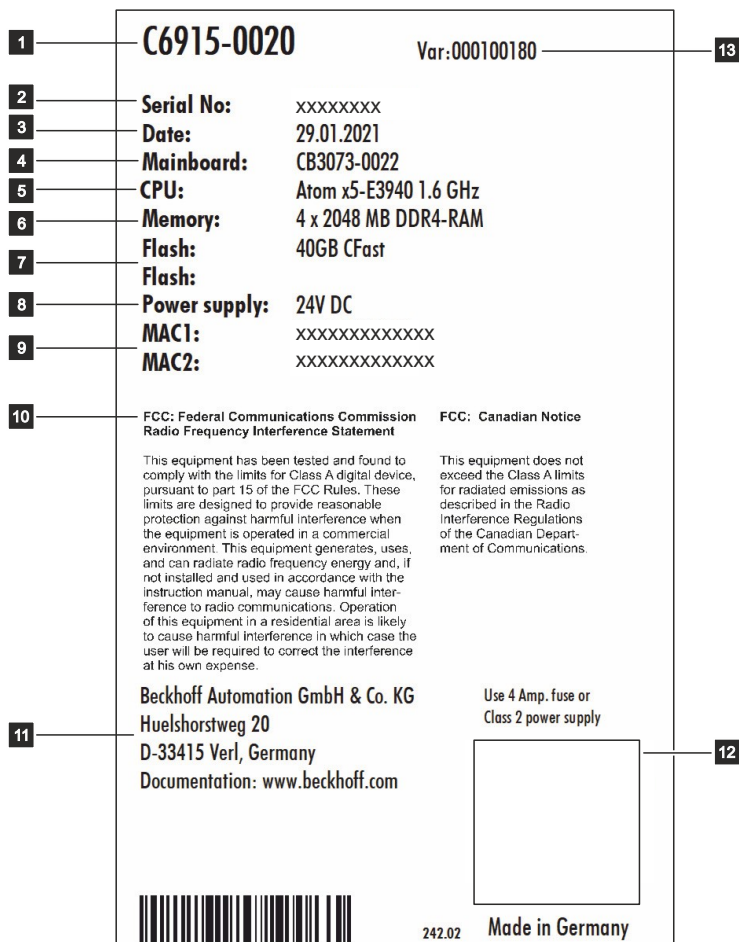 1 C6915-0020 Var:000100180 13
2 Serial No: xxxxxxxx
3 Date: 29.01.2021
4 Mainboard: CB3073-0022
5 CPU: Atom x5-E3940 1.6 GHz
6 Memory: 4 x 2048 MB DDR4-RAM
7 Flash: 40GB CFast
Flash:
8 Power supply: 24V DC
9 MAC1: xxxxxxxxxxxxx
MAC2: xxxxxxxxxxxxx
10 FCC: Federal Communications Commission
Radio Frequency Interference Statement
This equipment has been tested and found to
comply with the limits for Class A digital device,
pursuant to part 15 of the FCC Rules. These
limits are designed to provide reasonable
protection against harmful interference when
the equipment is operated in a commercial
environment. This equipment generates, uses,
and can radiate radio frequency energy and, if
not installed and used in accordance with the
instruction manual, may cause harmful inter-
ference to radio communications. Operation
of this equipment in a residential area is likely
to cause harmful interference in which case the
user will be required to correct the interference
at his own expense.
FCC: Canadian Notice
This equipment does not
exceed the Class A limits
for radiated emissions as
described in the Radio
Interference Regulations
of the Canadian Depart-
ment of Communications.
11 Beckhoff Automation GmbH & Co. KG
Huelshorstweg 20
D-33415 Verl, Germany
Documentation: www.beckhoff.com
Use 4 Amp. fuse or
Class 2 power supply
12
242.02 Made in Germany